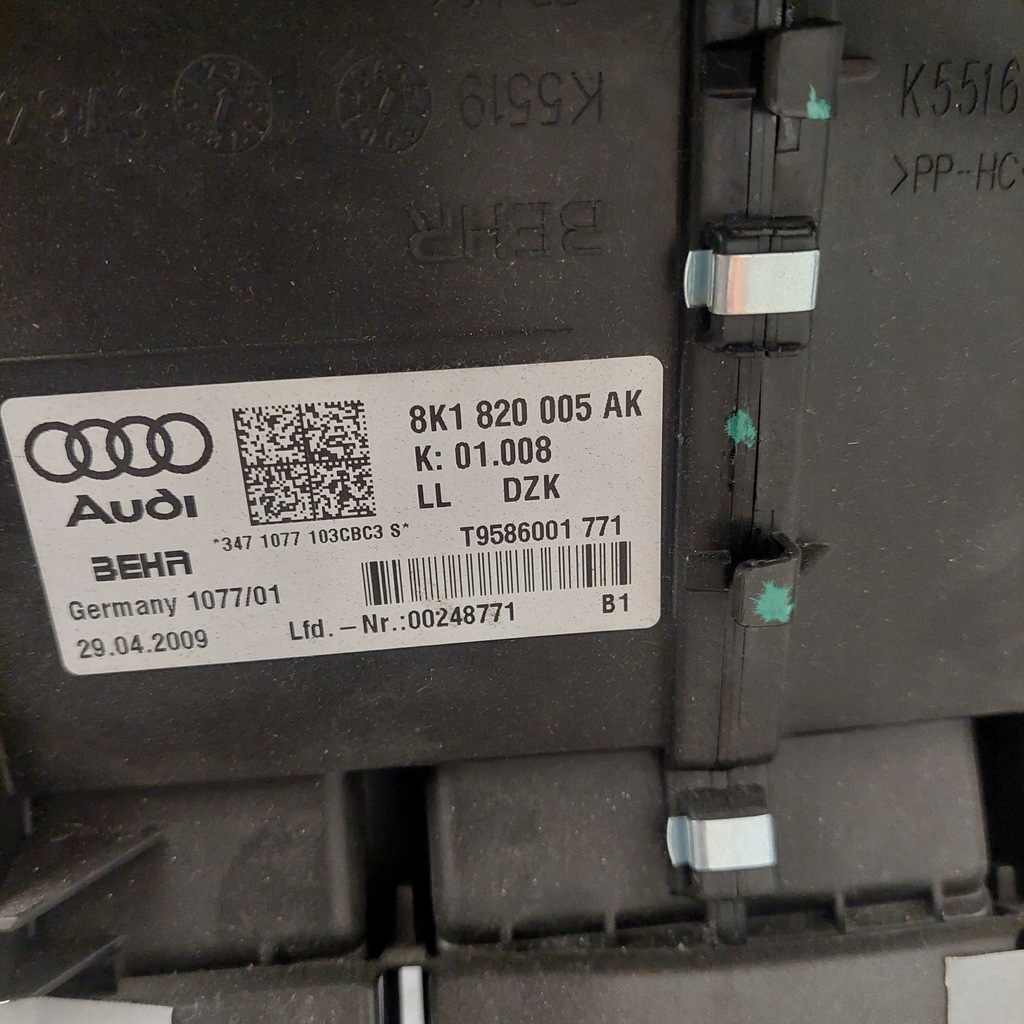 K5519
K5516
>PP-HC
BEHR
Audi
BEHR
Germany 1077/01
29.04.2009
8K1 820 005 AK
K: 01.008
LL DZK
*347 1077 103CBC3 S*
T9586001 771
Lfd. -Nr.:00248771
B1